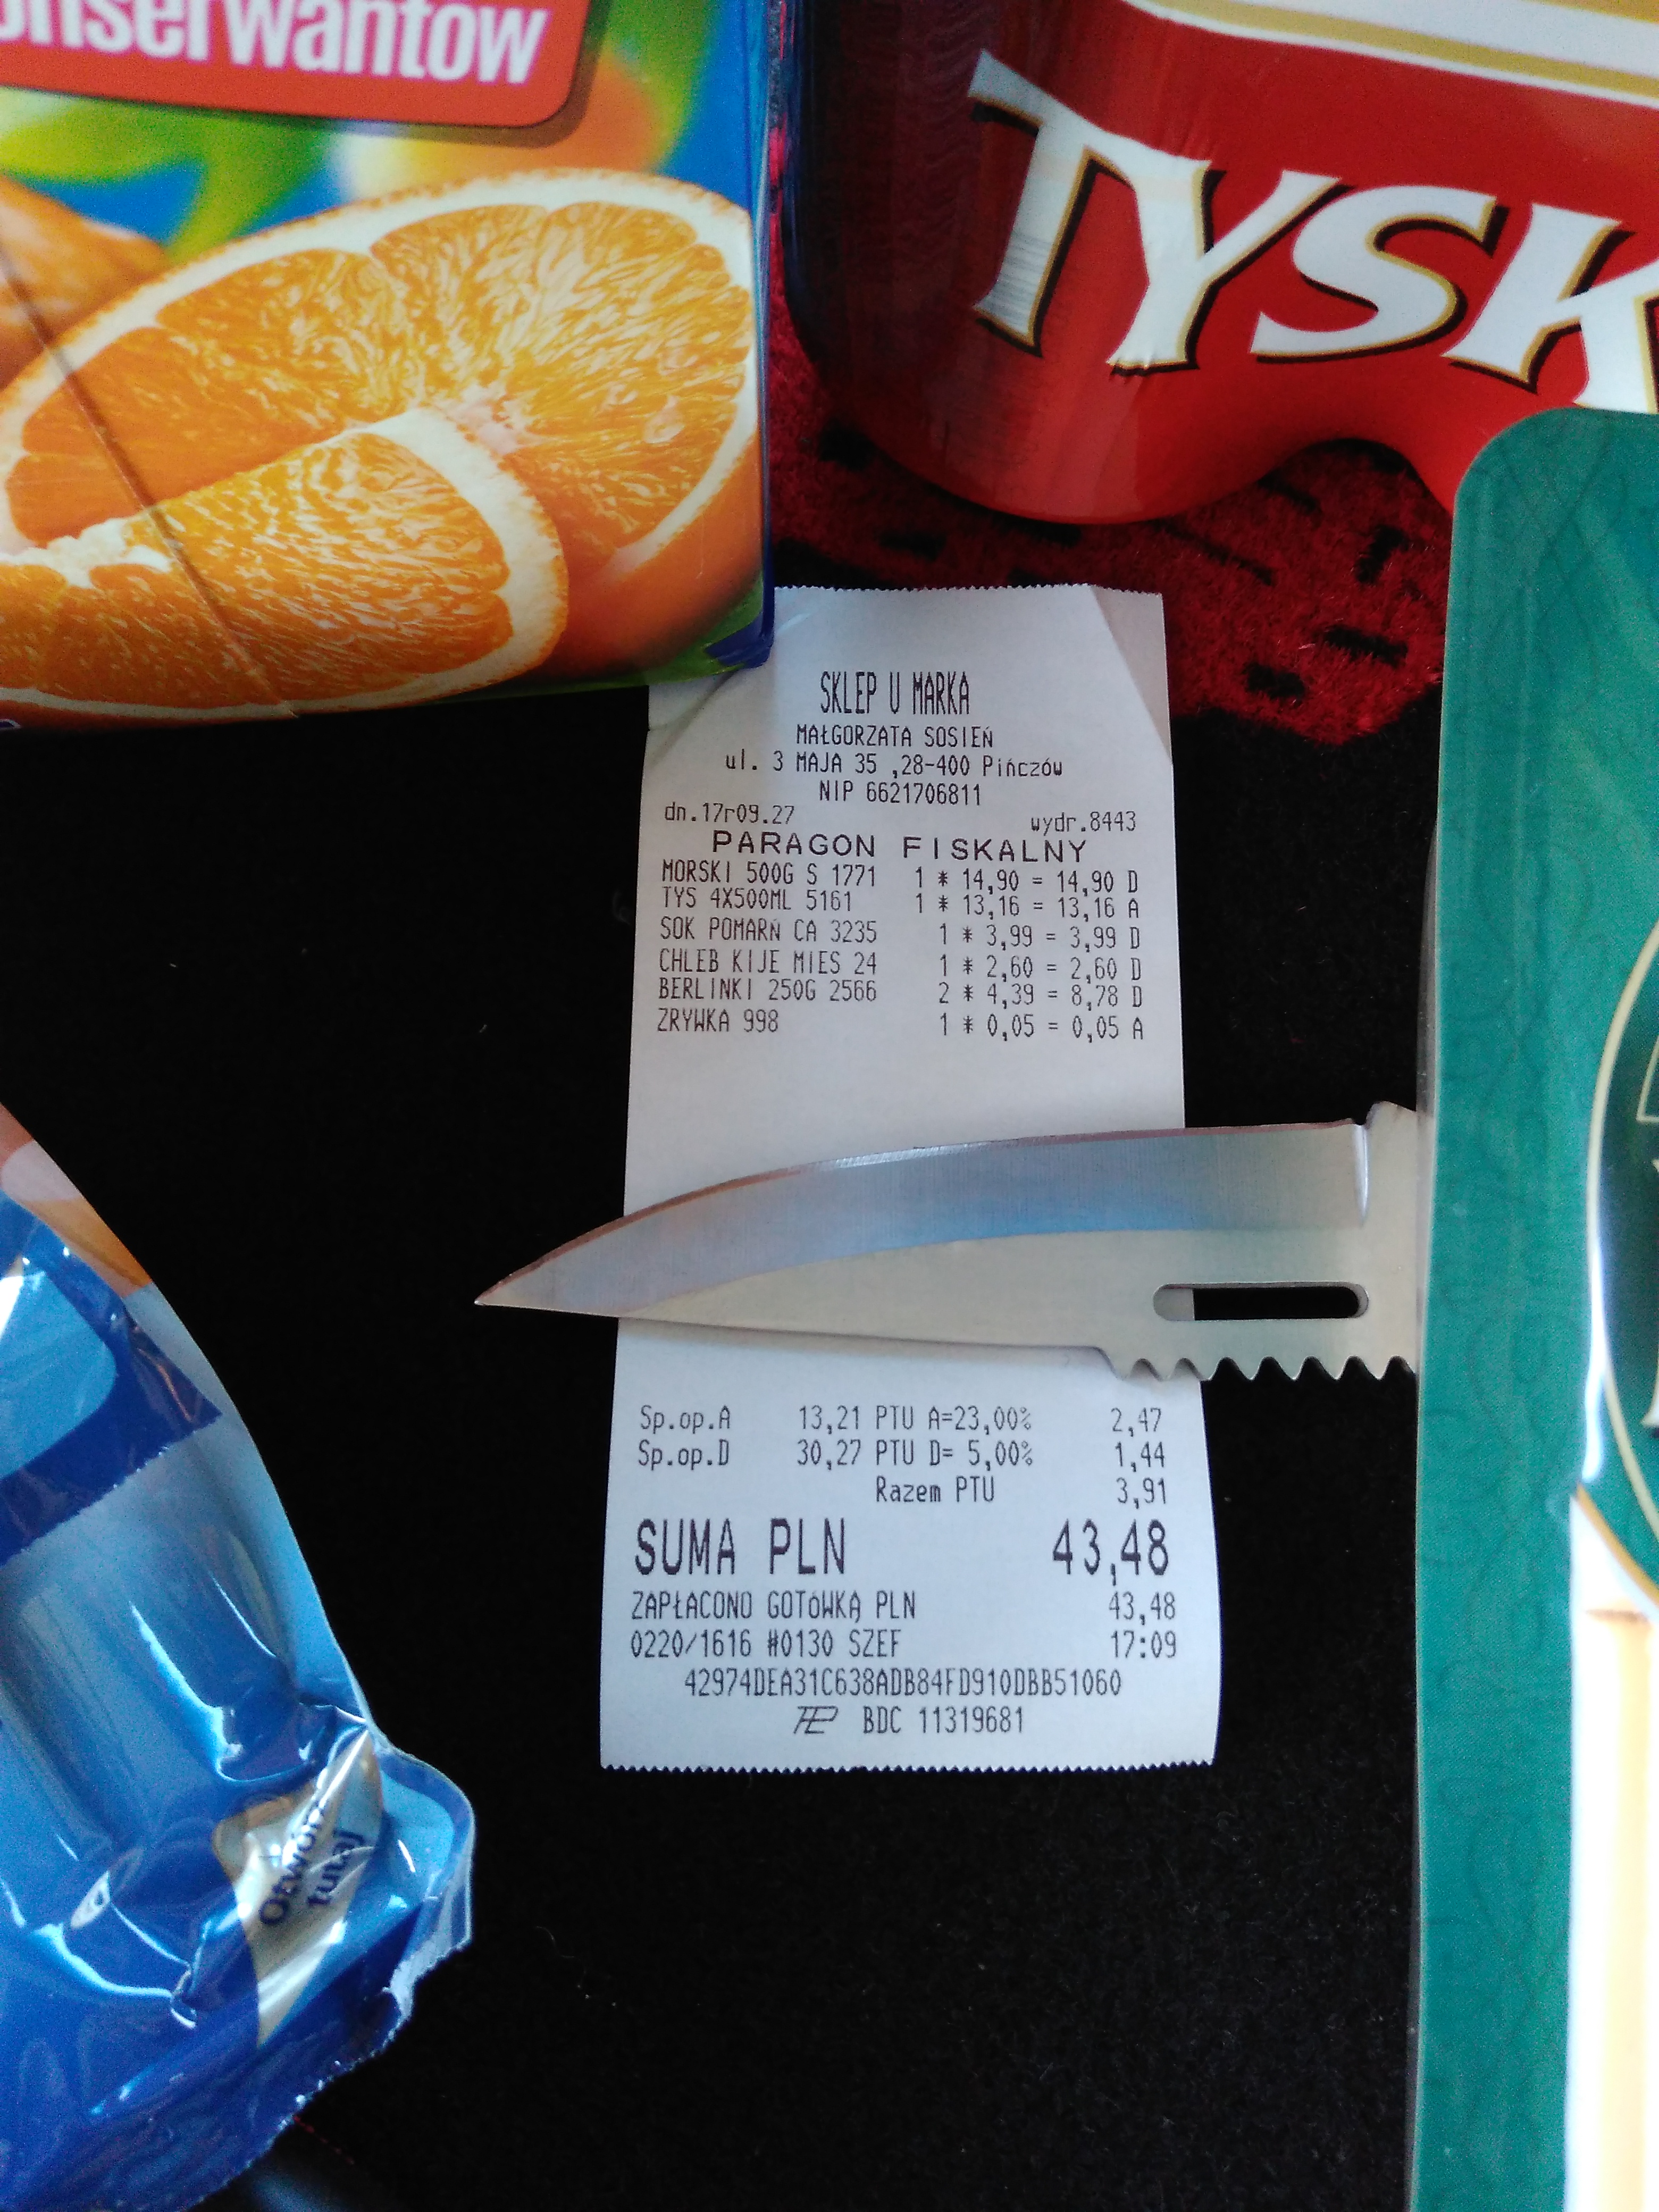 onserwantów
TYSK
SKLEP U MARKA
MAŁGORZATA SOSIEŃ
ul. 3 MAJA 35 ,28-400 Pińczów
NIP 6621706811
dn.17r09.27 wydr.8443
PARAGON FISKALNY
MORSKI 500G S 1771 1 * 14,90 = 14,90 D
TYS 4X500ML 5161 1 * 13,16 = 13,16 A
SOK POMARŃ CA 3235 1 * 3,99 = 3,99 D
CHLEB KIJE MIES 24 1 * 2,60 = 2,60 D
BERLINKI 250G 2566 2 * 4,39 = 8,78 D
ZRYWKA 998 1 * 0,05 = 0,05 A
Sp.op.A 13,21 PTU A=23,00% 2,47
Sp.op.D 30,27 PTU D= 5,00% 1,44
Razem PTU 3,91
SUMA PLN 43,48
ZAPŁACONO GOTÓWKĄ PLN 43,48
0220/1616 #0130 SZEF 17:09
42974DEA31C638ADB84FD910DBB51060
BDC 11319681
Otwórz
tutaj